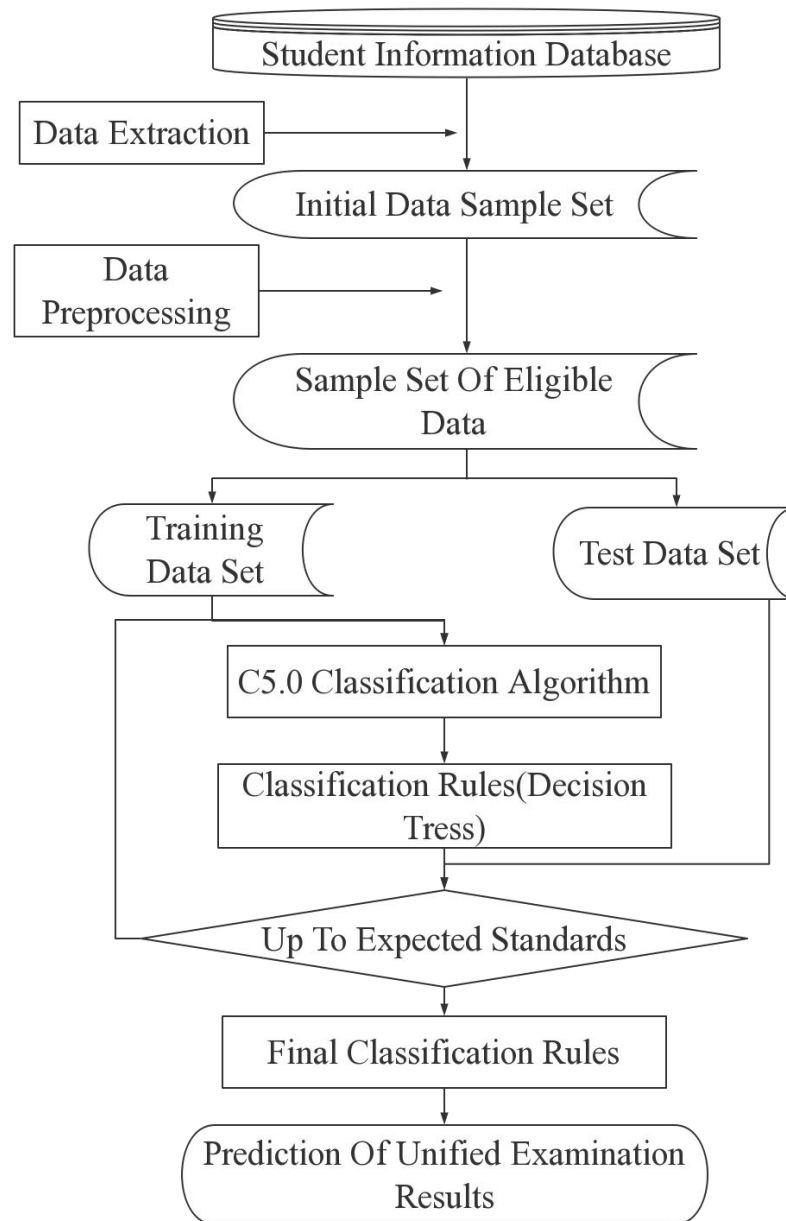 Student Information Database
Data Extraction
Initial Data Sample Set
Data
Preprocessing
Sample Set Of Eligible
Data
Training
Data Set
Test Data Set
C5.0 Classification Algorithm
Classification Rules(Decision
Tress)
Up To Expected Standards
Final Classification Rules
Prediction Of Unified Examination
Results